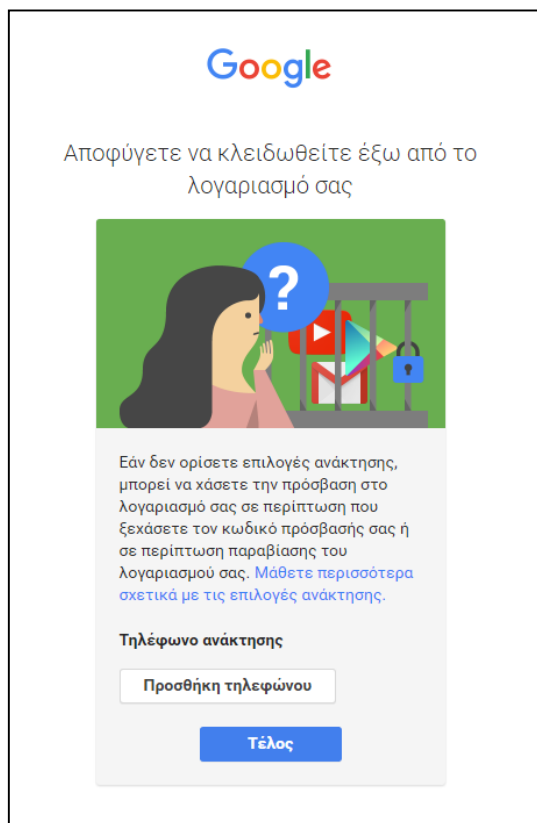 Google
Αποφύγετε να κλειδωθείτε έξω από το
λογαριασμό σας
?
Εάν δεν ορίσετε επιλογές ανάκτησης,
μπορεί να χάσετε την πρόσβαση στο
λογαριασμό σας σε περίπτωση που
ξεχάσετε τον κωδικό πρόσβασής σας ή
σε περίπτωση παραβίασης του
λογαριασμού σας. Μάθετε περισσότερα
σχετικά με τις επιλογές ανάκτησης.
Τηλέφωνο ανάκτησης
Προσθήκη τηλεφώνου
Τέλος